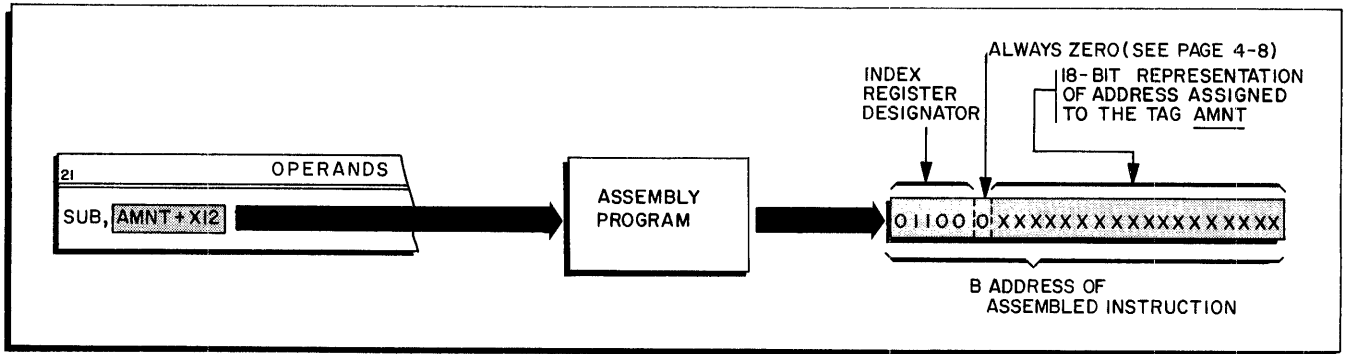 ALWAYS ZERO (SEE PAGE 4-8)
INDEX
REGISTER
DESIGNATOR
18-BIT REPRESENTATION
OF ADDRESS ASSIGNED
TO THE TAG AMNT
21
OPERANDS
SUB, AMNT+X12
ASSEMBLY
PROGRAM
01100 0 XXXXXXXXXXXXXXXXXX
B ADDRESS OF
ASSEMBLED INSTRUCTION